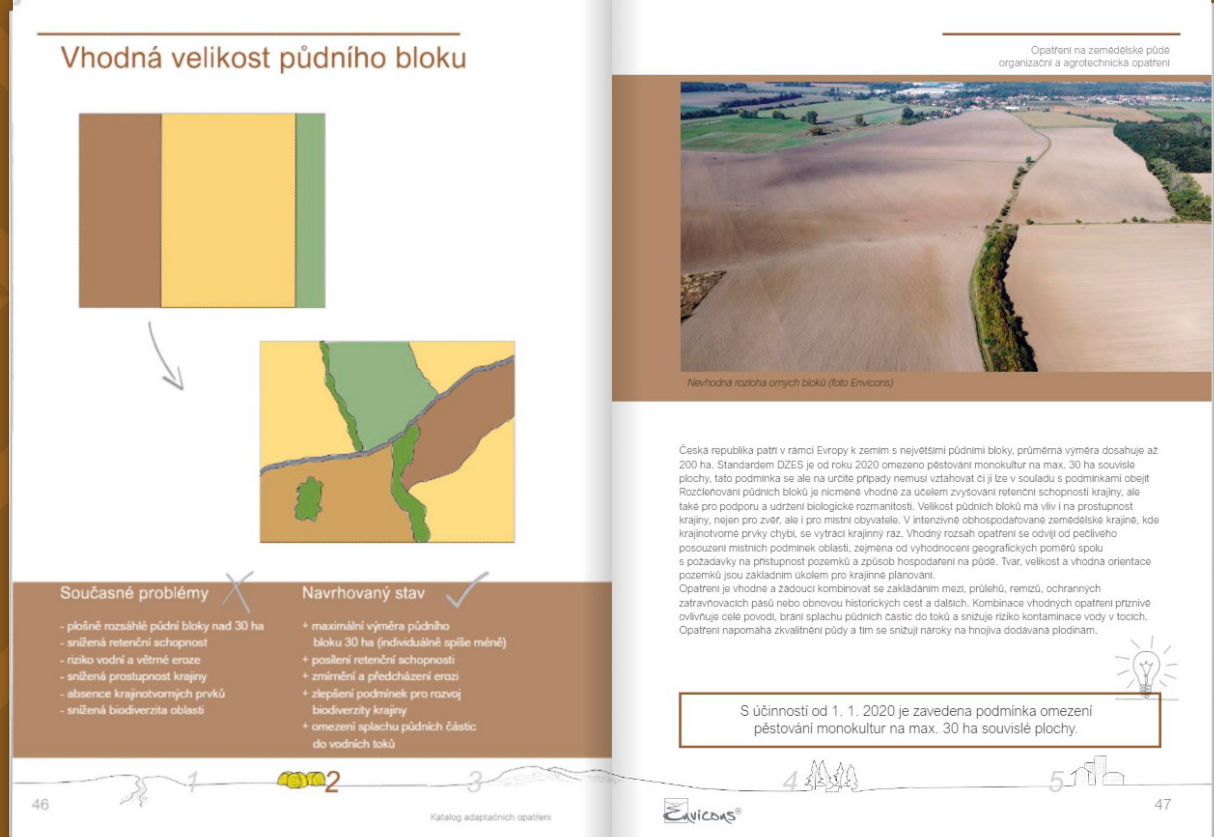 Vhodná velikost půdního bloku
Současné problémy
- plošně rozsáhlé půdní bloky nad 30 ha
- snížená retenční schopnost
- riziko vodní a větrné eroze
- snížená prostupnost krajiny
- absence krajinotvorných prvků
- snížená biodiverzita oblasti
Navrhovaný stav
+ maximální výměra půdního
bloku 30 ha (individuálně spíše méně)
+ posílení retenční schopnosti
+ zmírnění a předcházení erozi
+ zlepšení podmínek pro rozvoj
biodiverzity krajiny
+ omezení splachu půdních částic
do vodních toků
1
2
3
46
Katalog adaptačních opatření
Opatření na zemědělské půdě
organizační a agrotechnická opatření
Nevhodná rozloha orných bloků (foto Envicons)
Česká republika patří v rámci Evropy k zemím s největšími půdními bloky, průměrná výměra dosahuje až
200 ha. Standardem DZES je od roku 2020 omezeno pěstování monokultur na max. 30 ha souvislé
plochy, tato podmínka se ale na určité případy nemusí vztahovat či ji lze v souladu s podmínkami obejít
Rozčleňování půdních bloků je nicméně vhodné za účelem zvyšování retenční schopnosti krajiny, ale
také pro podporu a udržení biologické rozmanitosti. Velikost půdních bloků má vliv i na prostupnost
krajiny, nejen pro zvěř, ale i pro místní obyvatele. V intenzivně obhospodařované zemědělské krajině, kde
krajinotvorné prvky chybí, se vytrácí krajinný ráz. Vhodný rozsah opatření se odvíjí od pečlivého
posouzení místních podmínek oblasti, zejména od vyhodnocení geografických poměrů spolu
s požadavky na přístupnost pozemků a způsob hospodaření na půdě. Tvar, velikost a vhodná orientace
pozemků jsou základním úkolem pro krajinné plánování.
Opatření je vhodné a žádoucí kombinovat se zakládáním mezí, průlehů, remízů, ochranných
zatravňovacích pásů nebo obnovou historických cest a dalších. Kombinace vhodných opatření příznivě
ovlivňuje celé povodí, brání splachu půdních částic do toků a snižuje riziko kontaminace vody v tocích.
Opatření napomáhá zkvalitnění půdy a tím se snižují nároky na hnojiva dodávaná plodinám.
S účinností od 1. 1. 2020 je zavedena podmínka omezení
pěstování monokultur na max. 30 ha souvislé plochy.
4
5
Envicons®
47